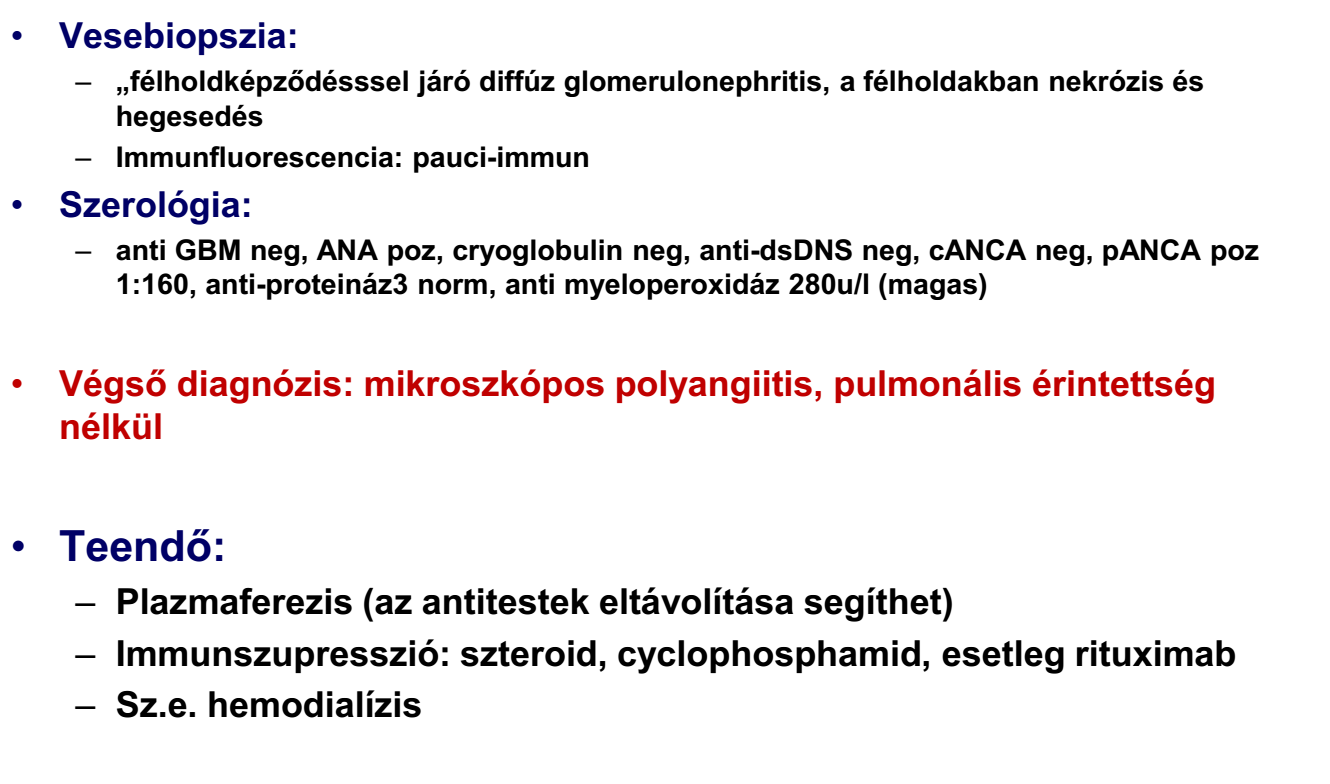 • Vesebiopszia:
– „félholdképződésssel járó diffúz glomerulonephritis, a félholdakban nekrózis és
hegesedés
– Immunfluorescencia: pauci-immun
• Szerológia:
– anti GBM neg, ANA poz, cryoglobulin neg, anti-dsDNS neg, cANCA neg, pANCA poz
1:160, anti-proteináz3 norm, anti myeloperoxidáz 280u/l (magas)
• Végső diagnózis: mikroszkópos polyangiitis, pulmonális érintettség
nélkül
• Teendő:
– Plazmaferezis (az antitestek eltávolítása segíthet)
– Immunszupresszió: szteroid, cyclophosphamid, esetleg rituximab
– Sz.e. hemodialízis